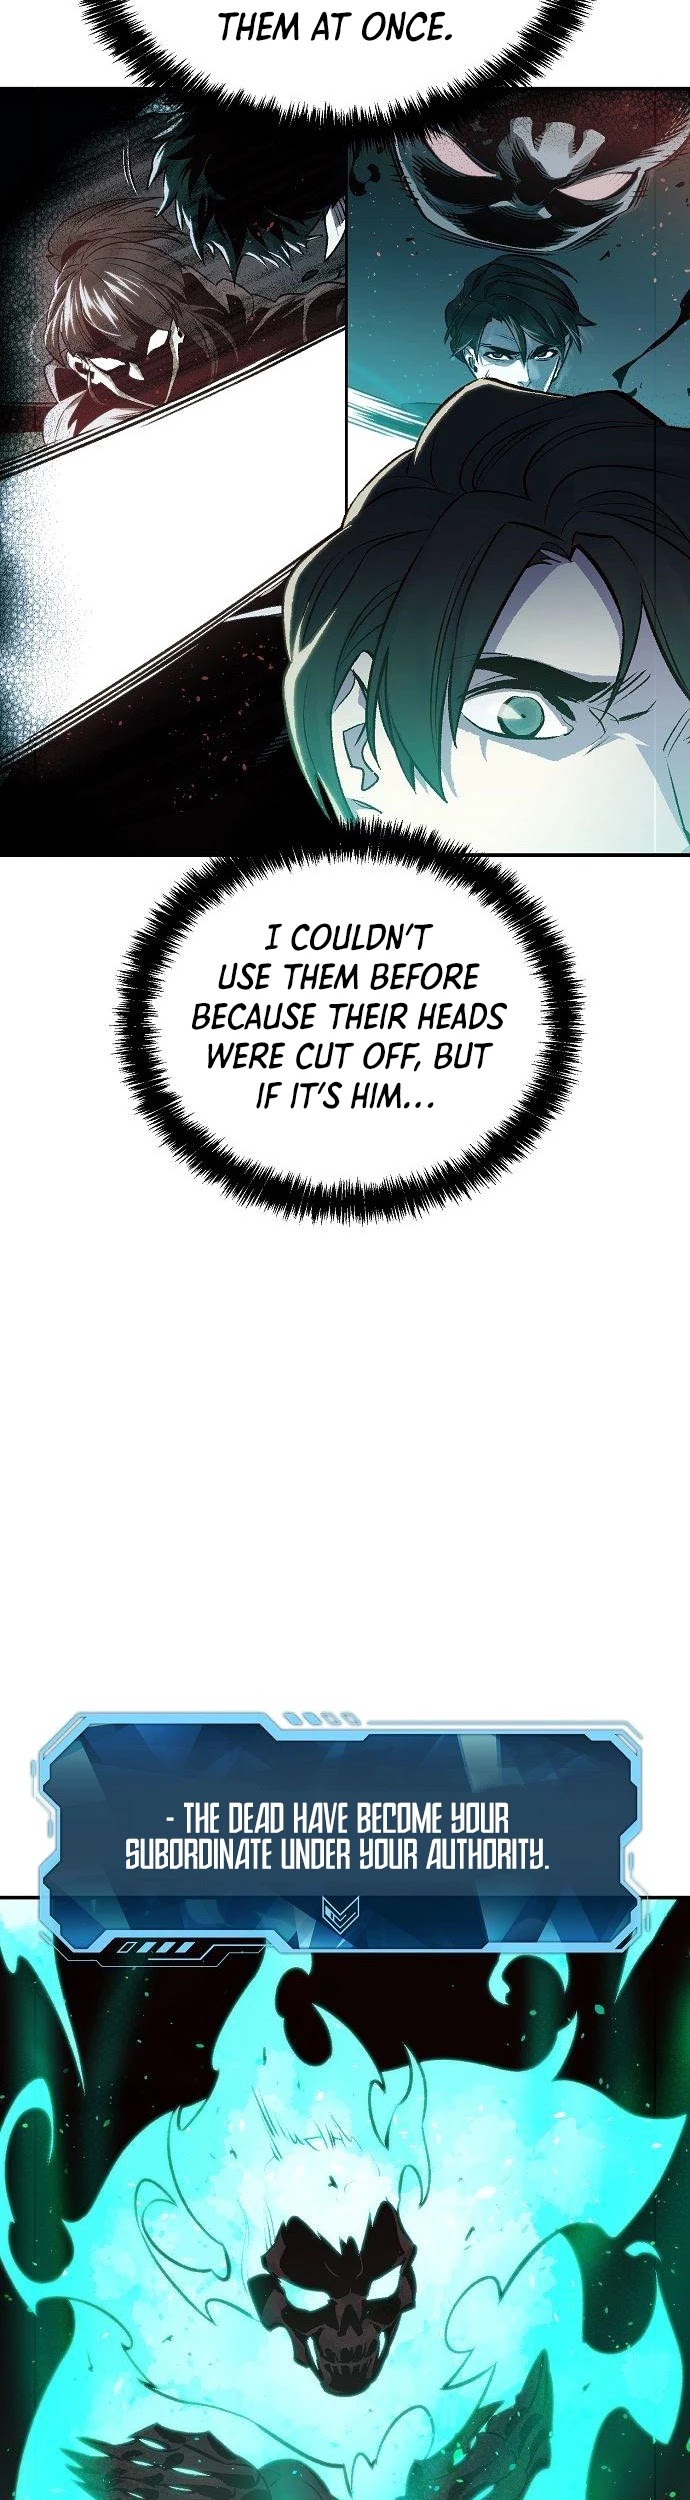 THEM AT ONCE.
I COULDN'T
USE THEM BEFORE
BECAUSE THEIR HEADS
WERE CUT OFF, BUT
IF IT'S HIM...
- THE DEAD HAVE BECOME YOUR
SUBORDINATE UNDER YOUR AUTHORITY.